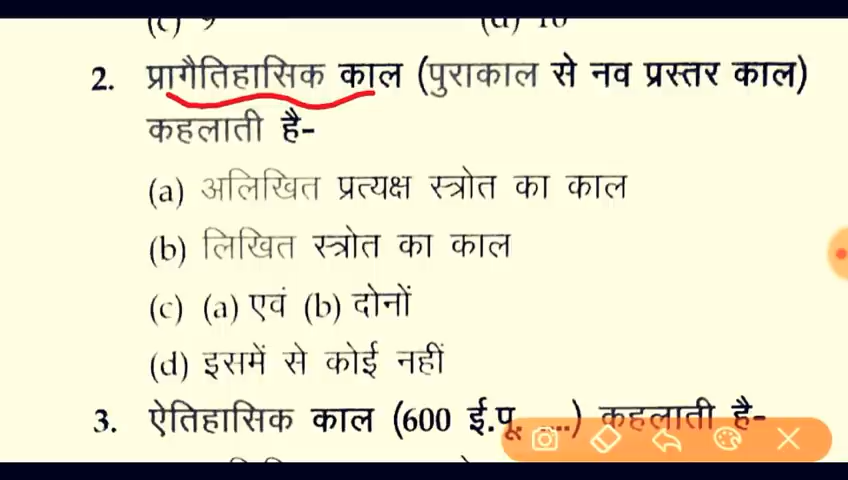 2. प्रागैतिहासिक काल (पुराकाल से नव प्रस्तर काल)
कहलाती है-
(a) अलिखित प्रत्यक्ष स्त्रोत का काल
(b) लिखित स्त्रोत का काल
(c) (a) एवं (b) दोनों
(d) इसमें से कोई नहीं
3. ऐतिहासिक काल (600 ई.पू. ....) कहलाती है-